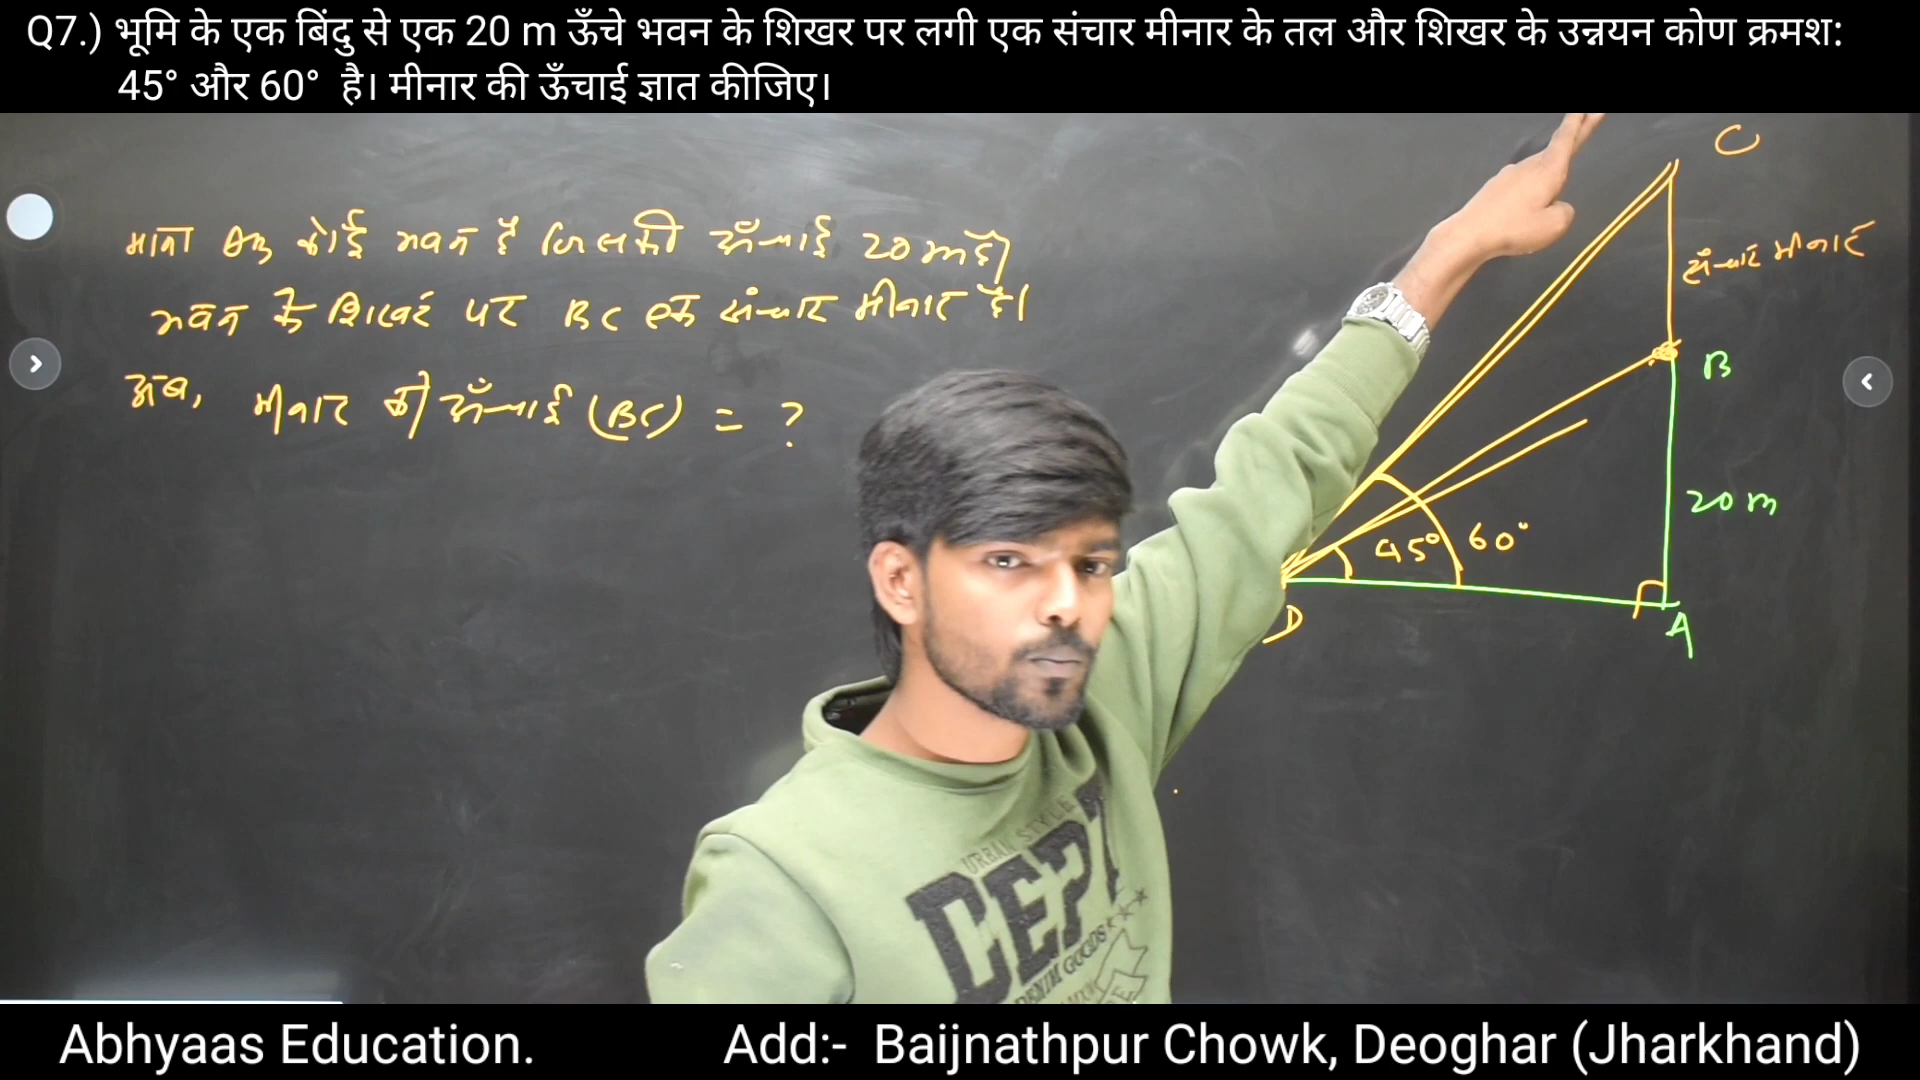 Q7.) भूमि के एक बिंदु से एक 20 m ऊँचे भवन के शिखर पर लगी एक संचार मीनार के तल और शिखर के उन्नयन कोण क्रमश:
45° और 60° है। मीनार की ऊँचाई ज्ञात कीजिए।
C
माना AB कोई भवन है जिसकी ऊँचाई 20 m है।
संचार मीनार
भवन के शिखर पर BC एक संचार मीनार है।
B
अब, मीनार की ऊँचाई (BC) = ?
20 m
45° 60°
D
A
URBAN STYLE
DEPT
DENIM GOODS
Abhyaas Education. Add:- Baijnathpur Chowk, Deoghar (Jharkhand)